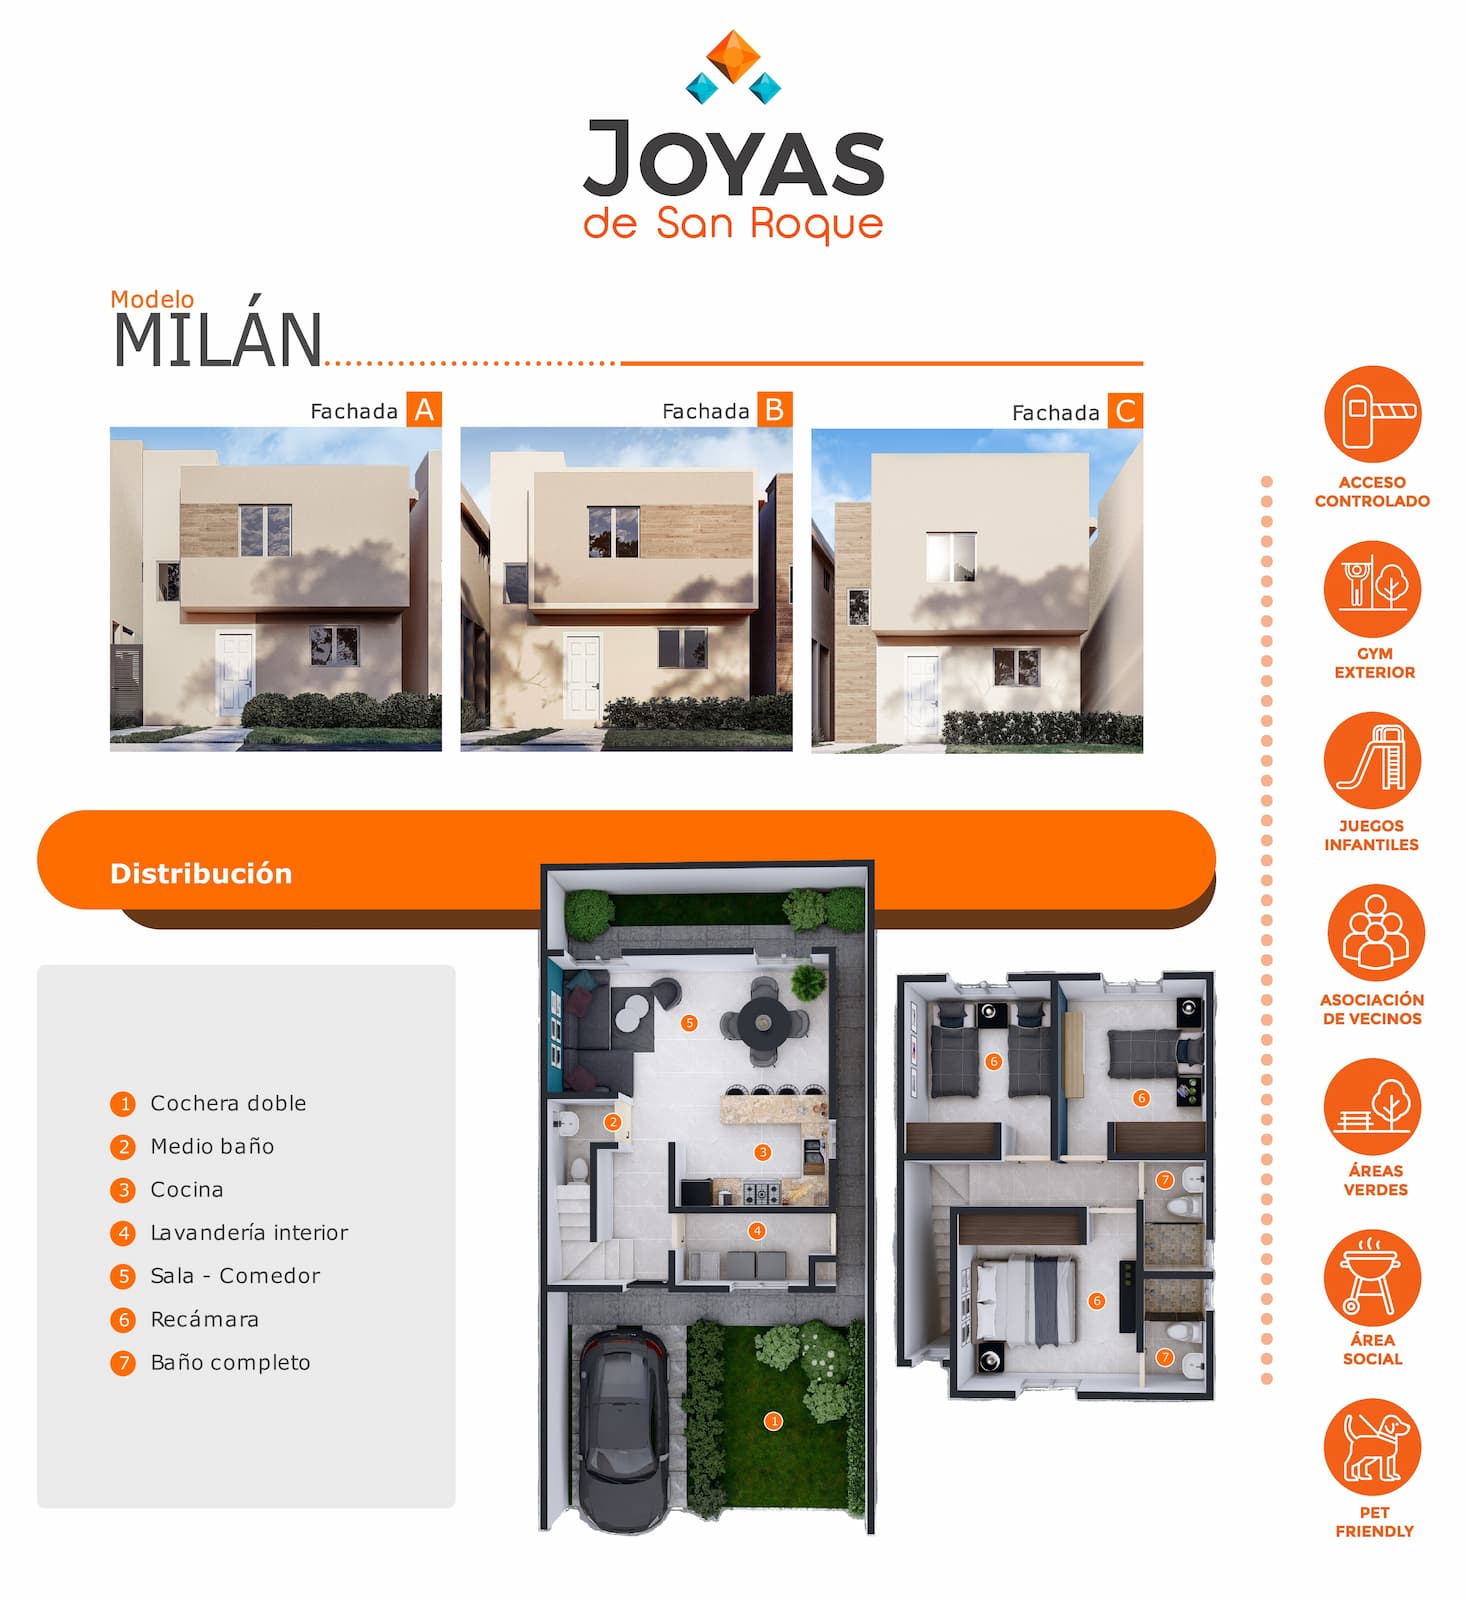 JOYAS
de San Roque
Modelo
MILÁN
Fachada A
Fachada B
Fachada C
Distribución
1 Cochera doble
2 Medio baño
3 Cocina
4 Lavandería interior
5 Sala - Comedor
6 Recámara
7 Baño completo
5
2
3
4
1
6
6
7
6
7
ACCESO
CONTROLADO
GYM
EXTERIOR
JUEGOS
INFANTILES
ASOCIACIÓN
DE VECINOS
ÁREAS
VERDES
ÁREA
SOCIAL
PET
FRIENDLY